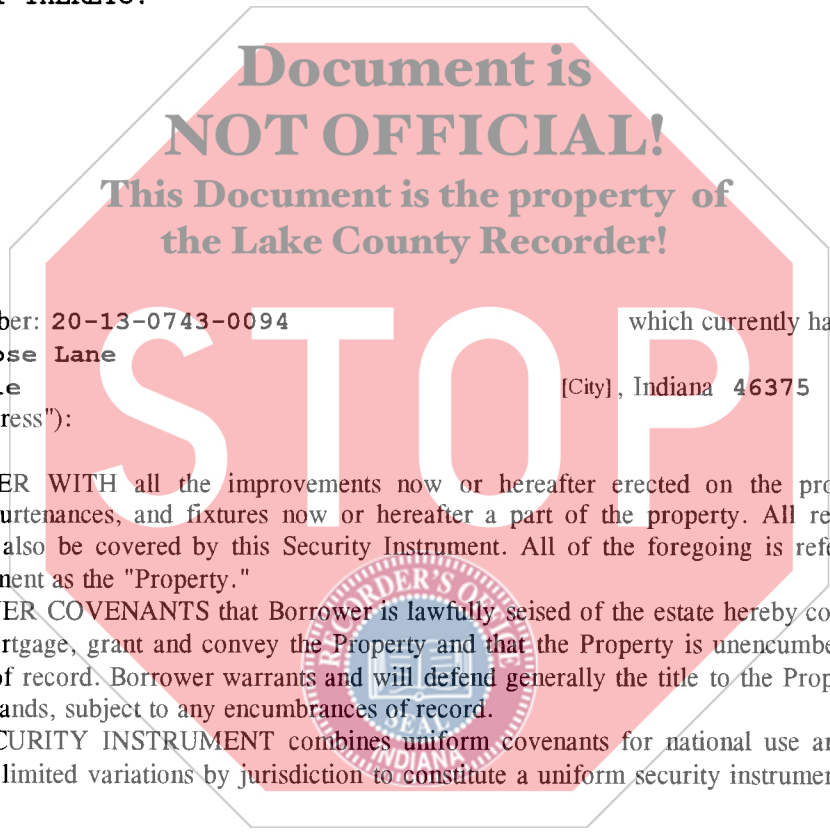 THERETO.
Document is
NOT OFFICIAL!
This Document is the property of
the Lake County Recorder!
STOP
ber: 20-13-0743-0094 which currently ha
ose Lane
le [City], Indiana 46375
ress"):
ER WITH all the improvements now or hereafter erected on the pro
urtenances, and fixtures now or hereafter a part of the property. All re
also be covered by this Security Instrument. All of the foregoing is refe
nent as the "Property."
ER COVENANTS that Borrower is lawfully seised of the estate hereby co
rtgage, grant and convey the Property and that the Property is unencumbe
of record. Borrower warrants and will defend generally the title to the Prop
ands, subject to any encumbrances of record.
CURITY INSTRUMENT combines uniform covenants for national use an
limited variations by jurisdiction to constitute a uniform security instrumen
RECORDER'S OFFICE
SEAL
INDIANA